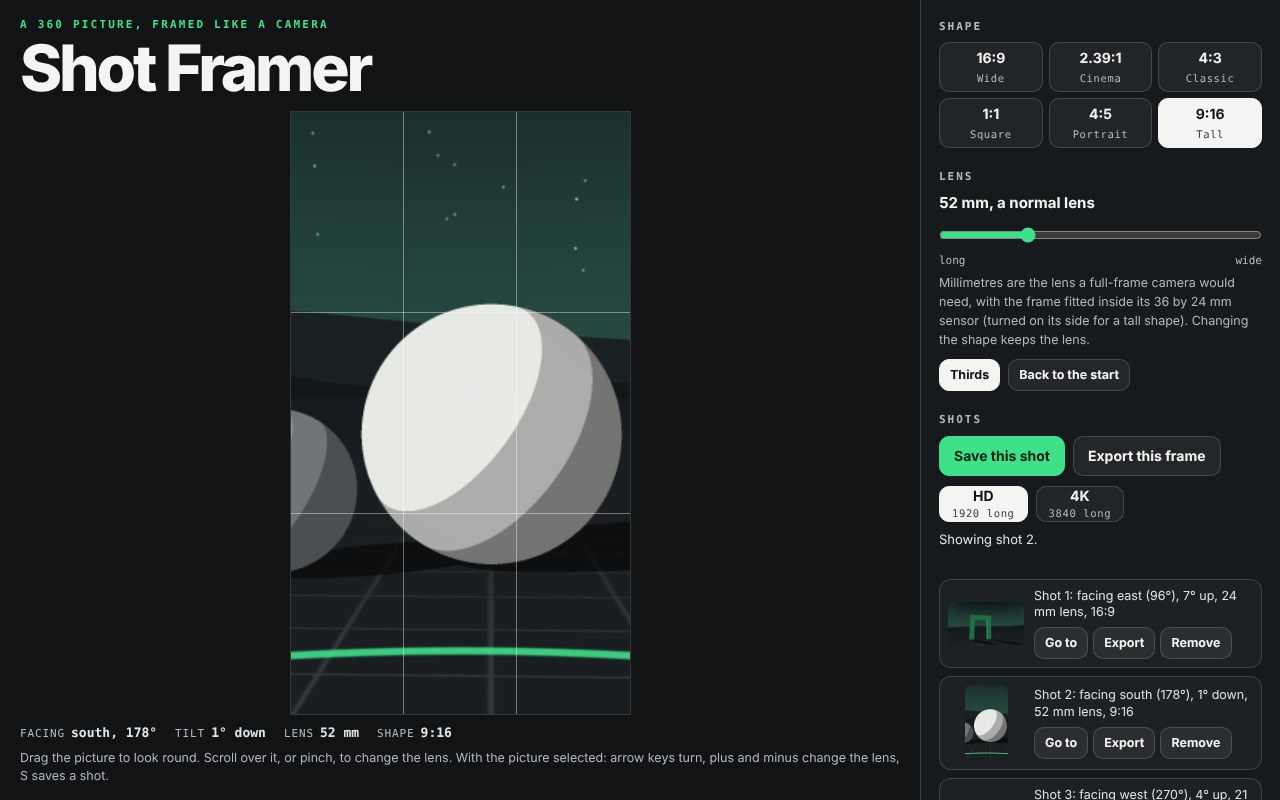 A 360 PICTURE, FRAMED LIKE A CAMERA
Shot Framer
FACING south, 178° TILT 1° down LENS 52 mm SHAPE 9:16
Drag the picture to look round. Scroll over it, or pinch, to change the lens. With the picture selected: arrow keys turn, plus and minus change the lens,
S saves a shot.
SHAPE
16:9
Wide
2.39:1
Cinema
4:3
Classic
1:1
Square
4:5
Portrait
9:16
Tall
LENS
52 mm, a normal lens
long wide
Millimetres are the lens a full-frame camera would
need, with the frame fitted inside its 36 by 24 mm
sensor (turned on its side for a tall shape). Changing
the shape keeps the lens.
Thirds Back to the start
SHOTS
Save this shot Export this frame
HD
1920 long
4K
3840 long
Showing shot 2.
Shot 1: facing east (96°), 7° up, 24
mm lens, 16:9
Go to Export Remove
Shot 2: facing south (178°), 1° down,
52 mm lens, 9:16
Go to Export Remove
Shot 3: facing west (270°), 4° up, 21